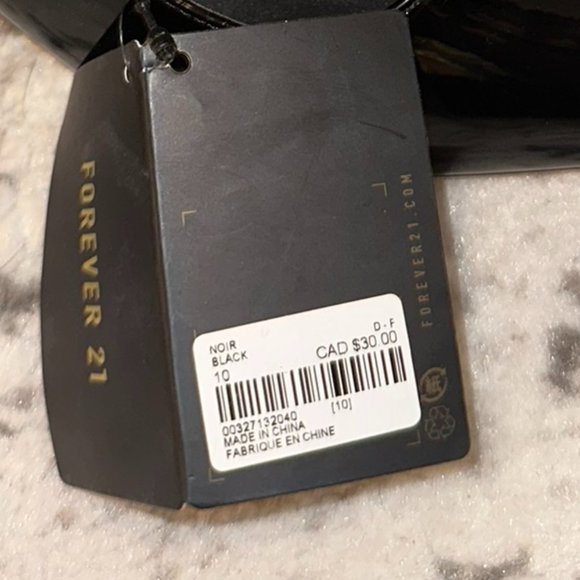 FOREVER 21
FOREVER21.COM
NOIR
BLACK
D - F
10
CAD $30.00
00327132040
[10]
MADE IN CHINA
FABRIQUE EN CHINE